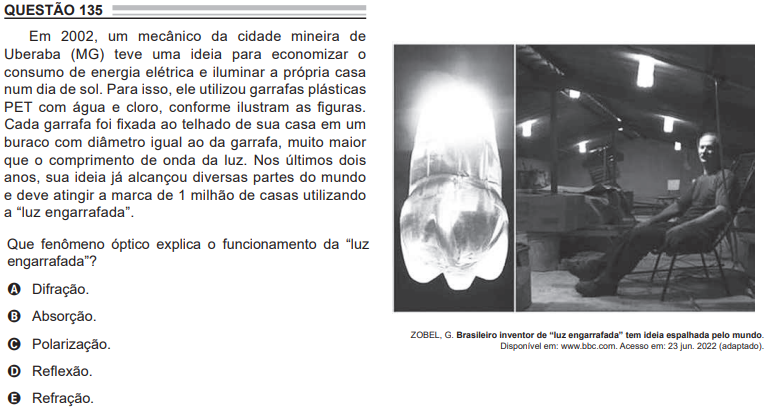 QUESTÃO 135
Em 2002, um mecânico da cidade mineira de
Uberaba (MG) teve uma ideia para economizar o
consumo de energia elétrica e iluminar a própria casa
num dia de sol. Para isso, ele utilizou garrafas plásticas
PET com água e cloro, conforme ilustram as figuras.
Cada garrafa foi fixada ao telhado de sua casa em um
buraco com diâmetro igual ao da garrafa, muito maior
que o comprimento de onda da luz. Nos últimos dois
anos, sua ideia já alcançou diversas partes do mundo
e deve atingir a marca de 1 milhão de casas utilizando
a “luz engarrafada”.
Que fenômeno óptico explica o funcionamento da “luz
engarrafada”?
A Difração.
B Absorção.
C Polarização.
D Reflexão.
E Refração.
ZOBEL, G. Brasileiro inventor de “luz engarrafada” tem ideia espalhada pelo mundo.
Disponível em: www.bbc.com. Acesso em: 23 jun. 2022 (adaptado).